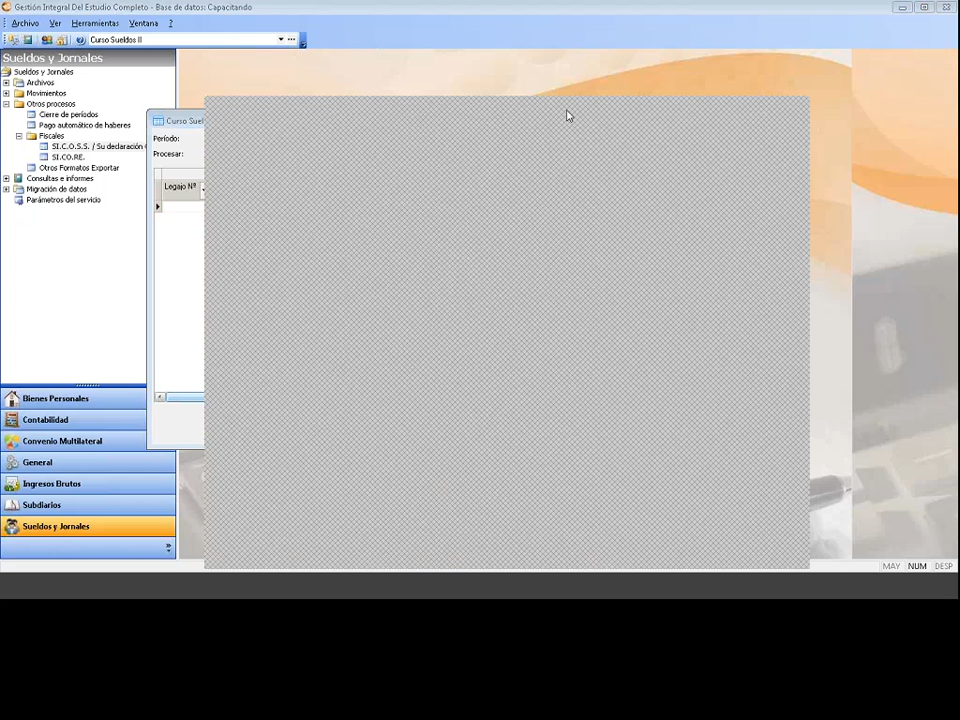 Gestión Integral Del Estudio Completo - Base de datos: Capacitando
Archivo Ver Herramientas Ventana ?
Curso Sueldos II
Sueldos y Jornales
Sueldos y Jornales
Archivos
Movimientos
Otros procesos
Cierre de períodos
Pago automático de haberes
Fiscales
SI.C.O.S.S. / Su declaración
SI.CO.RE.
Otros Formatos Exportar
Consultas e informes
Migración de datos
Parámetros del servicio
Curso Suel
Período:
Procesar:
Legajo Nº
Bienes Personales
Contabilidad
Convenio Multilateral
General
Ingresos Brutos
Subdiarios
Sueldos y Jornales
MAY NUM DESP